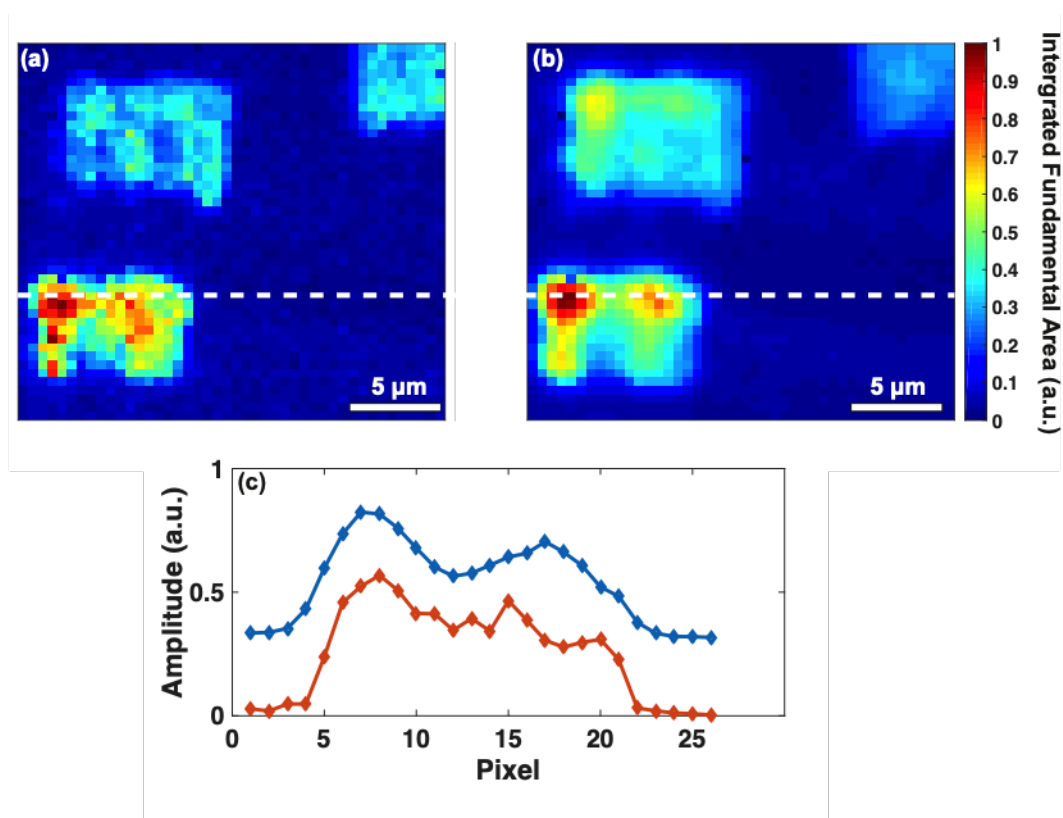 (a)
5 µm
(b)
5 µm
1
0.9
0.8
0.7
0.6
0.5
0.4
0.3
0.2
0.1
0
Intergrated Fundamental Area (a.u.)
(c)
1
0.5
0
Amplitude (a.u.)
0 5 10 15 20 25
Pixel